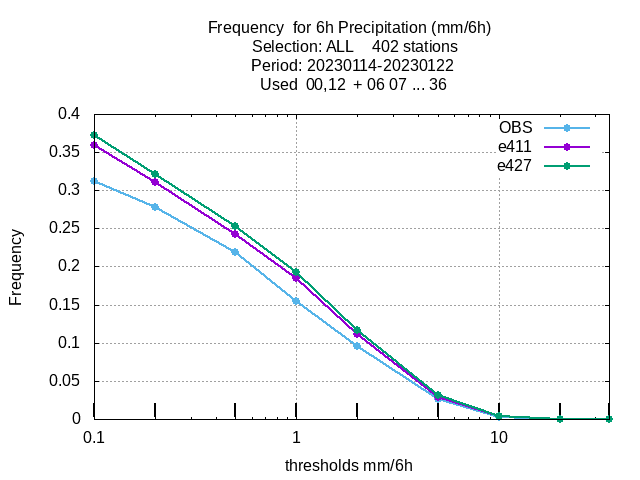 Frequency  for 6h Precipitation (mm/6h)
Selection: ALL    402 stations
Period: 20230114-20230122
Used  00,12  + 06 07 ... 36
OBS
e411
e427
0.4
0.35
0.3
0.25
0.2
0.15
0.1
0.05
0
Frequency
0.1
1
10
thresholds mm/6h